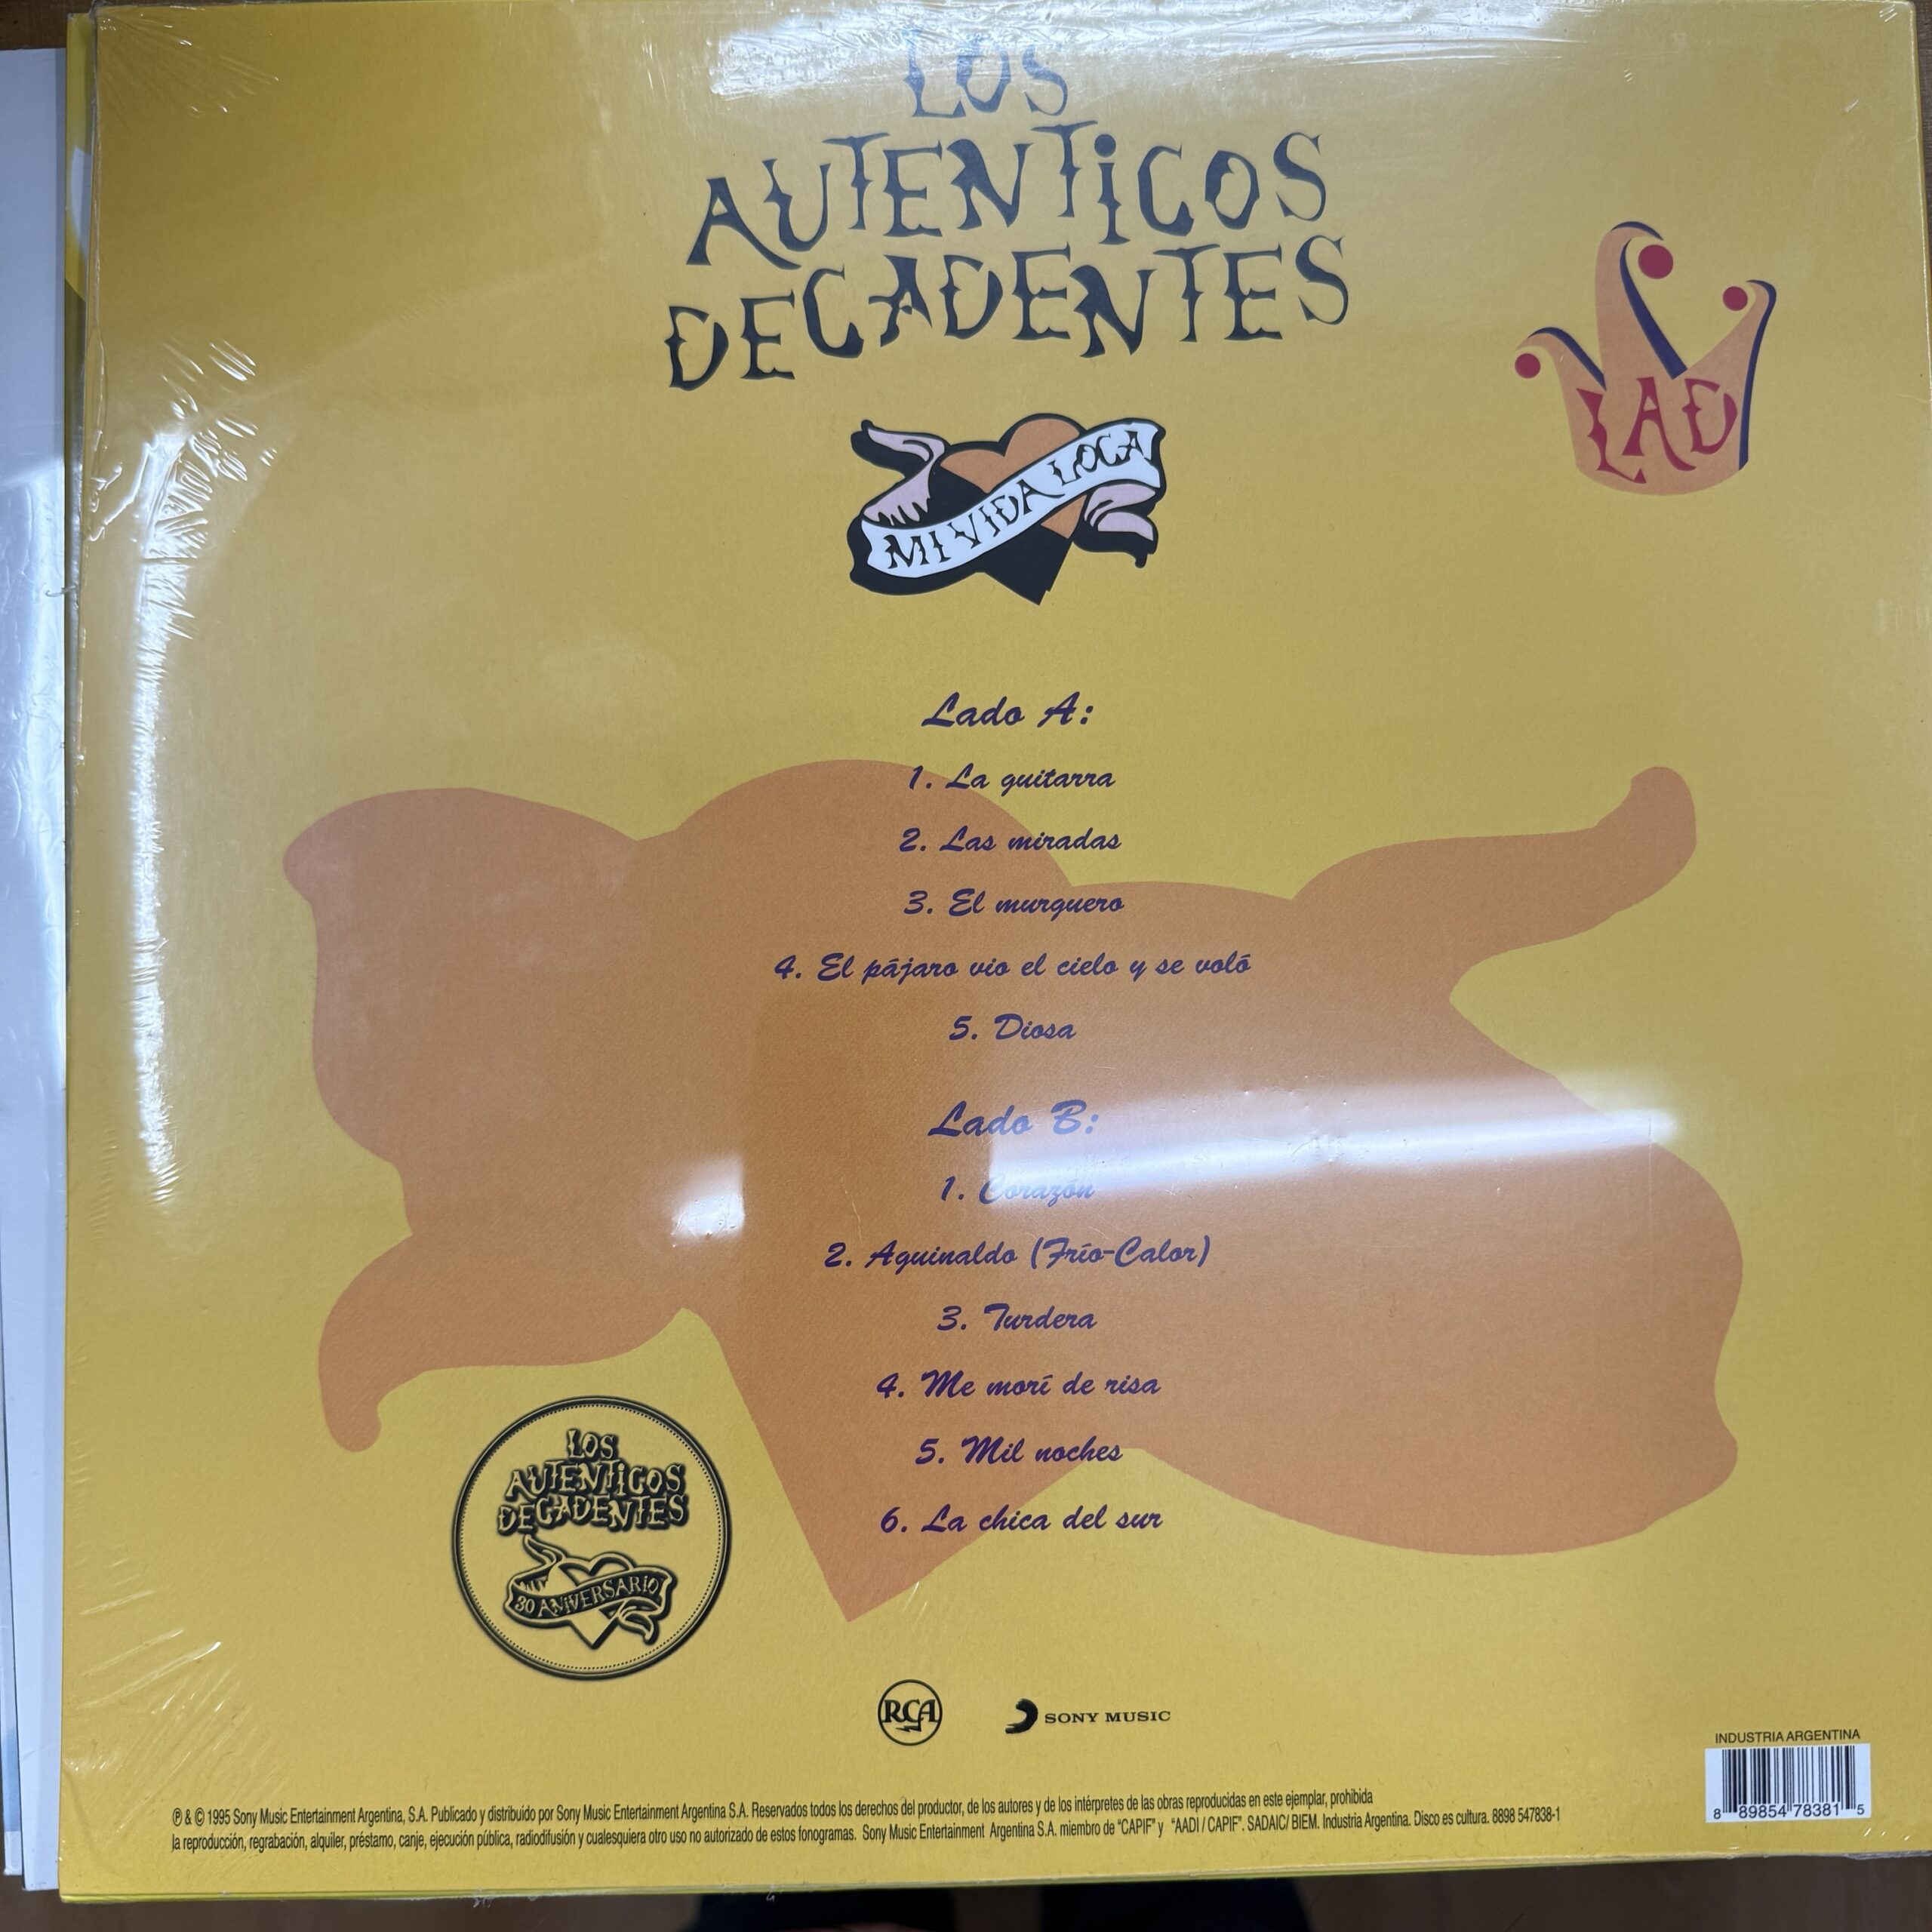 LOS
AUTENTICOS
DECADENTES
LAD
MI VIDA LOCA
Lado A:
1. La guitarra
2. Las miradas
3. El murguero
4. El pájaro vio el cielo y se voló
5. Diosa
Lado B:
1. Corazón
2. Aguinaldo (Frío-Calor)
3. Turdera
4. Me morí de risa
5. Mil noches
6. La chica del sur
LOS
AUTENTICOS
DECADENTES
30 ANIVERSARIO
RCA
SONY MUSIC
INDUSTRIA ARGENTINA
8 89854 78381 5
℗ & © 1995 Sony Music Entertainment Argentina, S.A. Publicado y distribuido por Sony Music Entertainment Argentina S.A. Reservados todos los derechos del productor, de los autores y de los intérpretes de las obras reproducidas en este ejemplar, prohibida
la reproducción, regrabación, alquiler, préstamo, canje, ejecución pública, radiodifusión y cualesquiera otro uso no autorizado de estos fonogramas. Sony Music Entertainment Argentina S.A. miembro de "CAPIF" y "AADI / CAPIF". SADAIC/ BIEM. Industria Argentina. Disco es cultura. 8898 547838-1